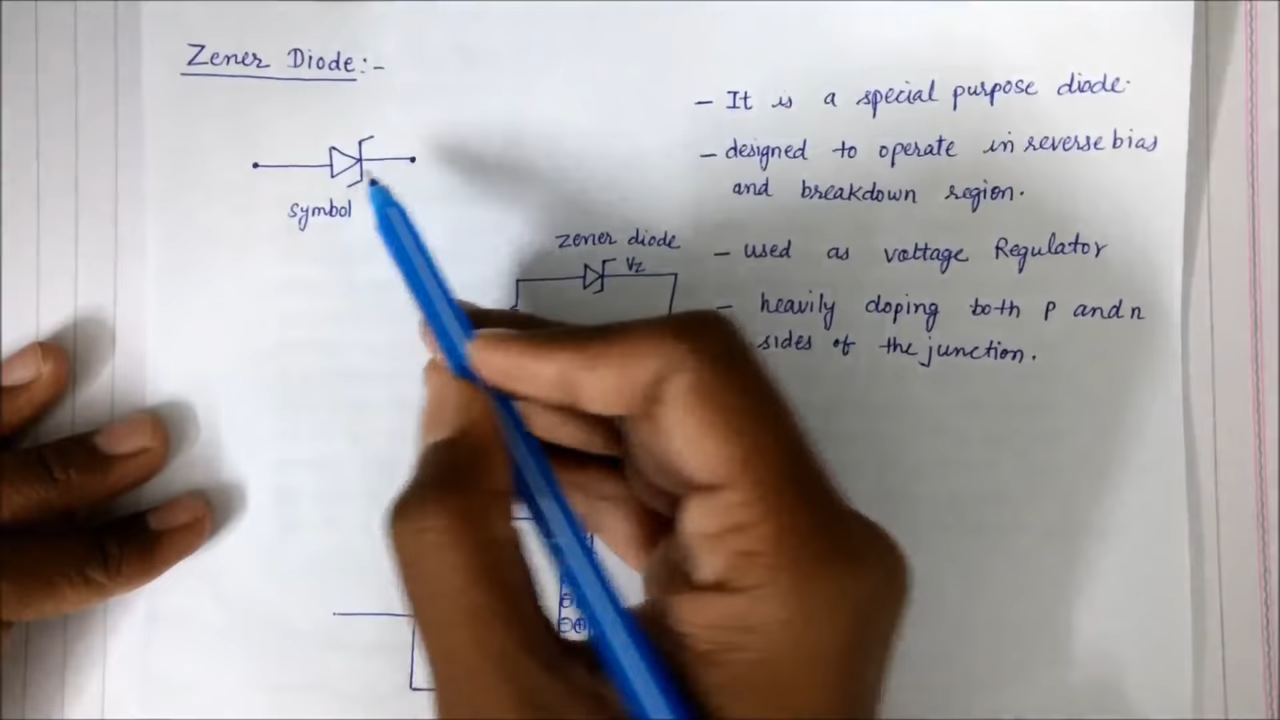 Zener Diode:-
symbol
zener diode
Vz
- It is a special purpose diode.
- designed to operate in reverse bias
and breakdown region.
- used as voltage Regulator
- heavily doping both P and n
sides of the junction.